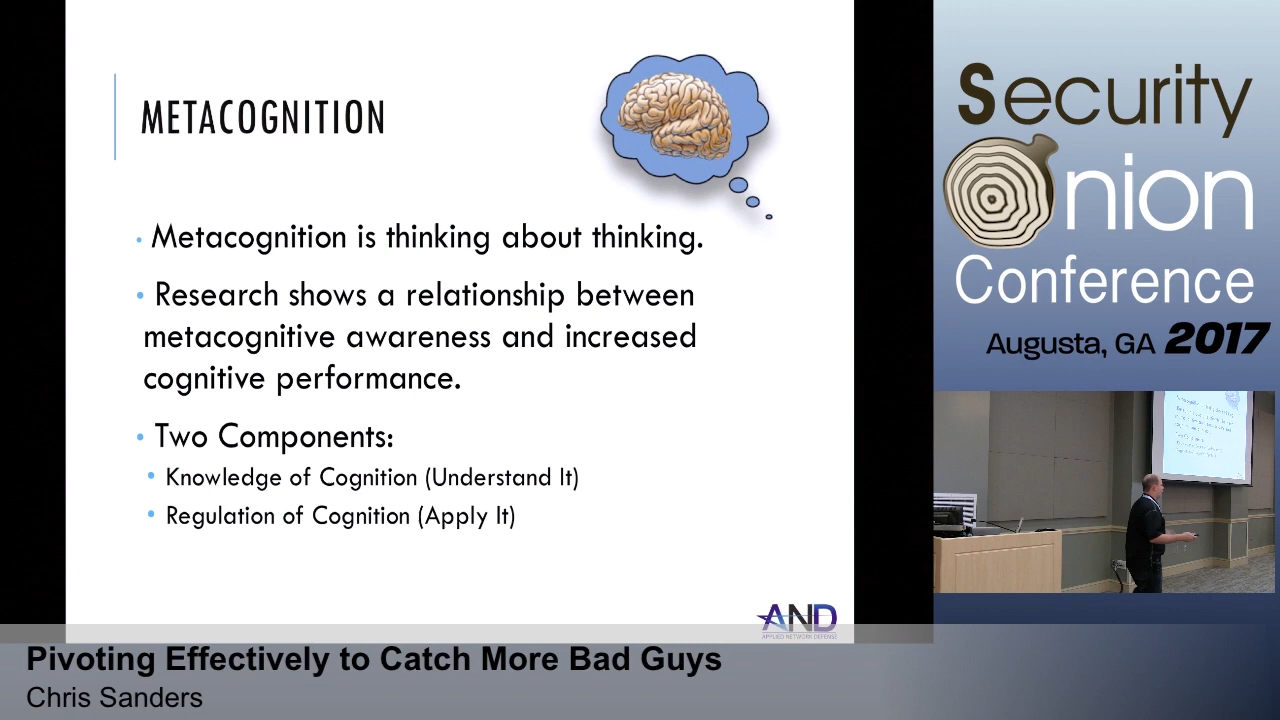 METACOGNITION
• Metacognition is thinking about thinking.
• Research shows a relationship between
metacognitive awareness and increased
cognitive performance.
• Two Components:
• Knowledge of Cognition (Understand It)
• Regulation of Cognition (Apply It)
AND
APPLIED NETWORK DEFENSE
Security
Onion
Conference
Augusta, GA 2017
Pivoting Effectively to Catch More Bad Guys
Chris Sanders